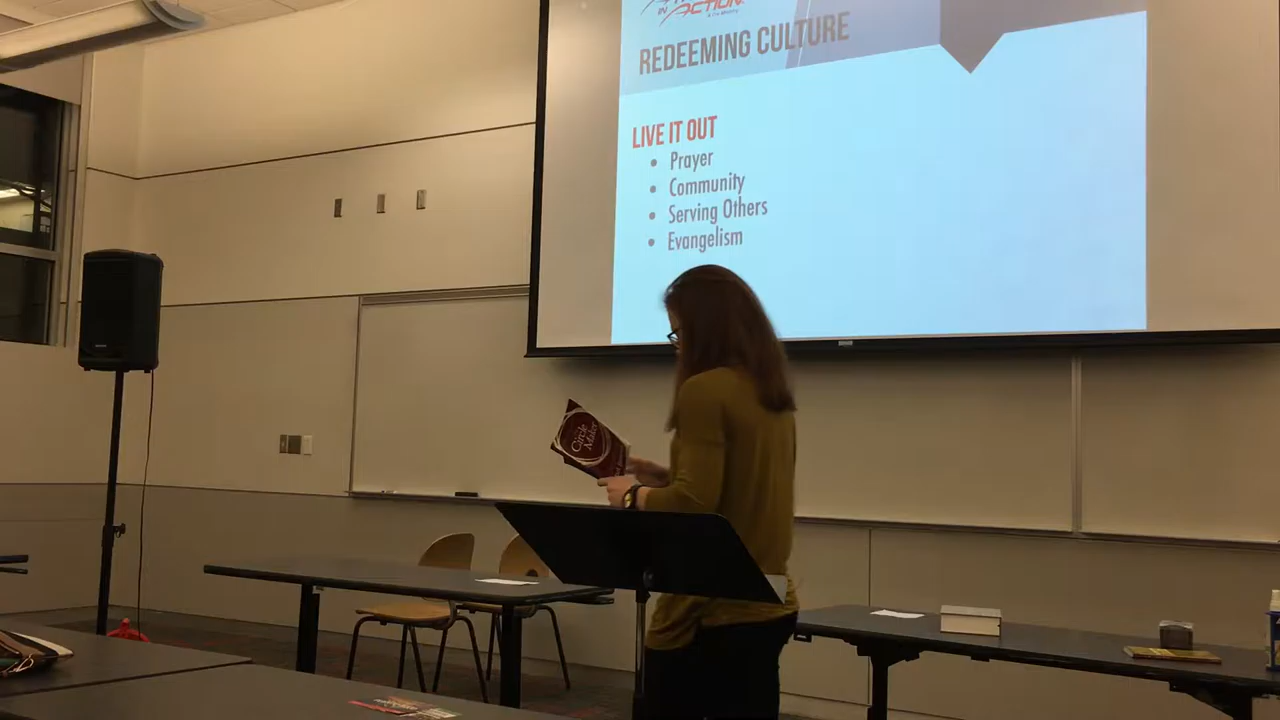 IN ACTION
REDEEMING CULTURE
LIVE IT OUT
• Prayer
• Community
• Serving Others
• Evangelism
Circle
Maker